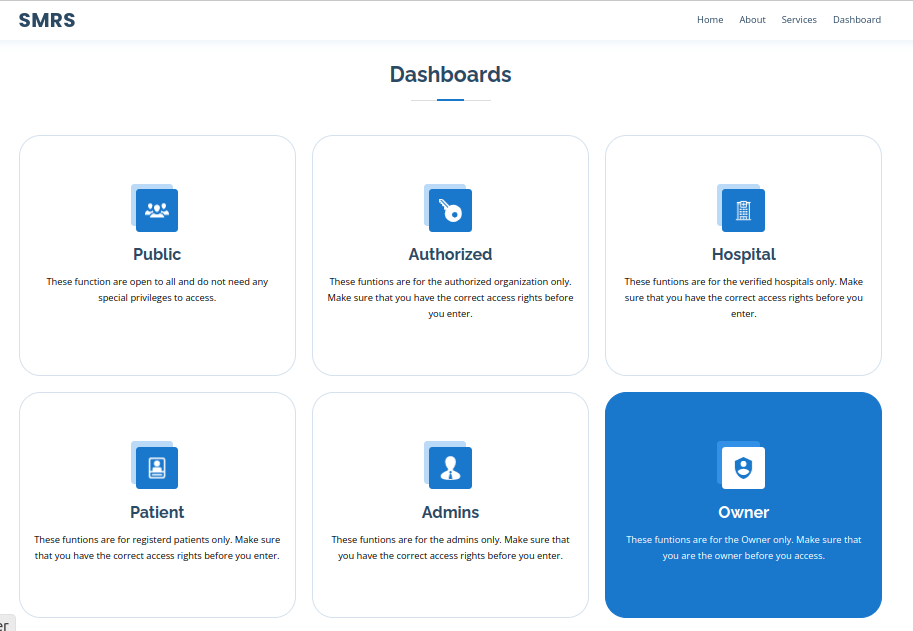 SMRS
Home About Services Dashboard
Dashboards
Public
These function are open to all and do not need any
special privileges to access.
Authorized
These funtions are for the authorized organization only.
Make sure that you have the correct access rights before
you enter.
Hospital
These funtions are for the verified hospitals only. Make
sure that you have the correct access rights before you
enter.
Patient
These funtions are for registerd patients only. Make sure
that you have the correct access rights before you enter.
Admins
These funtions are for the admins only. Make sure that
you have the correct access rights before you enter.
Owner
These funtions are for the Owner only. Make sure that
you are the owner before you access.
er